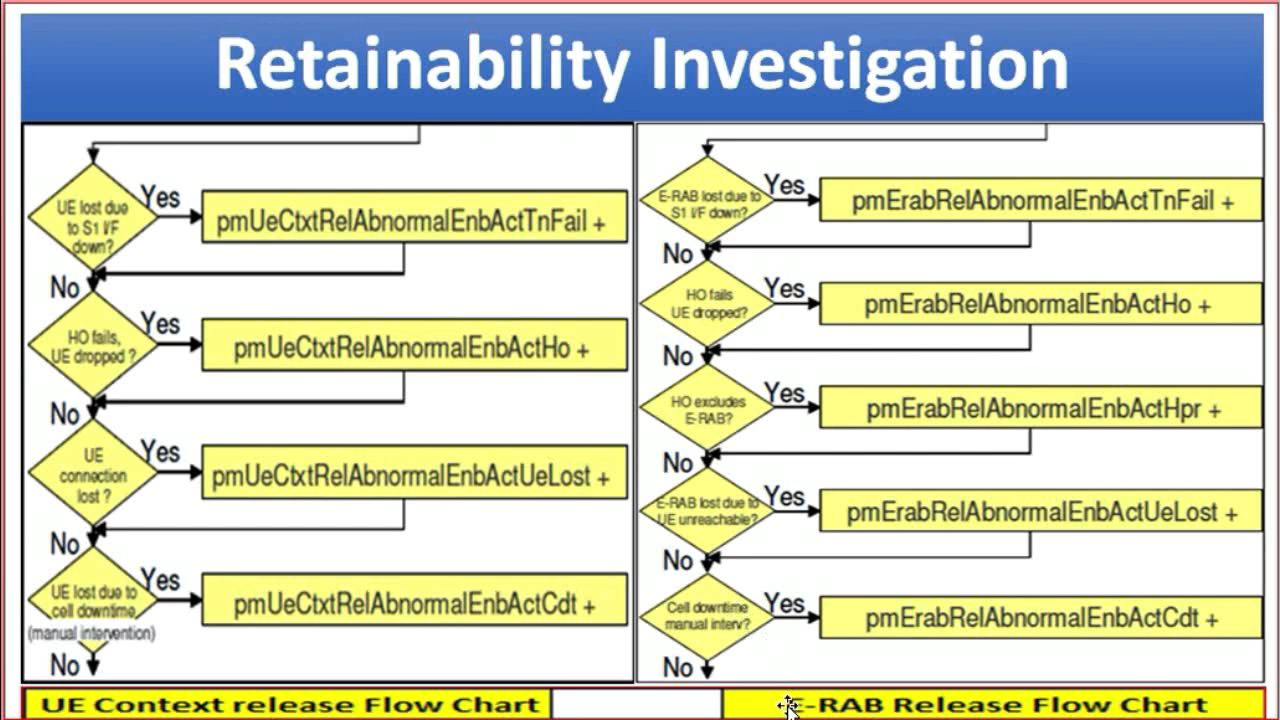 Retainability Investigation
UE lost due
to S1 I/F
down?
Yes
pmUeCtxtRelAbnormalEnbActTnFail +
No
HO fails,
UE dropped ?
Yes
pmUeCtxtRelAbnormalEnbActHo +
No
UE
connection
lost ?
Yes
pmUeCtxtRelAbnormalEnbActUeLost +
No
UE lost due to
cell downtime
(manual intervention)
Yes
pmUeCtxtRelAbnormalEnbActCdt +
No
UE Context release Flow Chart
E-RAB lost due to
S1 I/F down?
Yes
pmErabRelAbnormalEnbActTnFail +
No
HO fails
UE dropped?
Yes
pmErabRelAbnormalEnbActHo +
No
HO excludes
E-RAB?
Yes
pmErabRelAbnormalEnbActHpr +
No
E-RAB lost due to
UE unreachable?
Yes
pmErabRelAbnormalEnbActUeLost +
No
Cell downtime
manual interv?
Yes
pmErabRelAbnormalEnbActCdt +
No
E-RAB Release Flow Chart